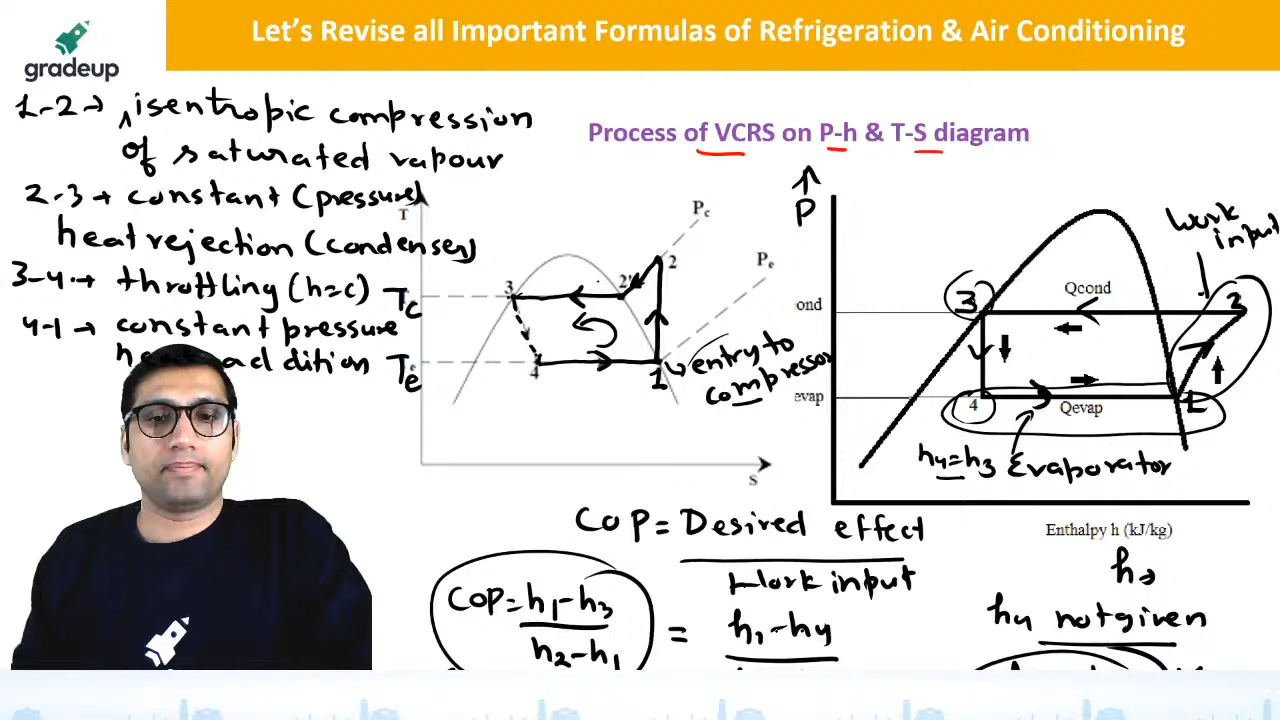 Let's Revise all Important Formulas of Refrigeration & Air Conditioning
gradeup
1-2→ isentropic compression
of saturated vapour
2-3→ constant (pressure)
heat rejection (condenser)
3-4→ throttling (h=c)
4-1→ constant pressure
addition
Process of VCRS on P-h & T-S diagram
T
Pc
Pe
2
2'
3
Tc
4
1
Te
entry to
compressor
s
P
work
input
Qcond
3
2
ond
evap
4
Qevap
1
h4=h3 Evaporator
Enthalpy h (kJ/kg)
COP = Desired effect
Work input
COP = h1-h3
h2-h1
= h1-h4
h4 not given